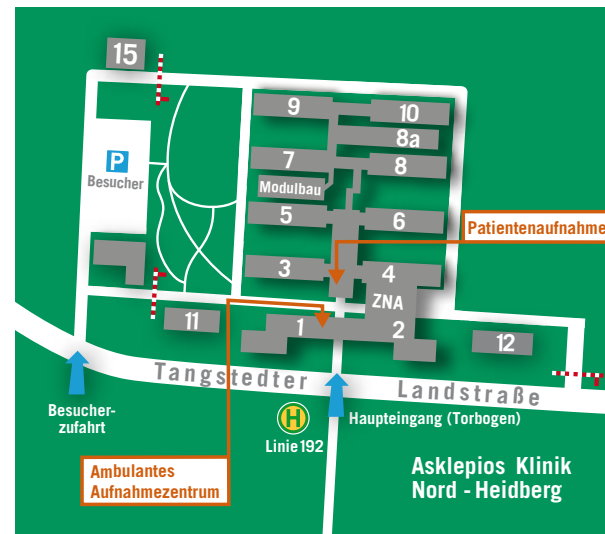 15
9
10
8a
P
Besucher
7
8
Modulbau
5
6
Patientenaufnahme
3
4
ZNA
11
1
2
12
Tangstedter Landstraße
Besucher-
zufahrt
H
Linie 192
Haupteingang (Torbogen)
Ambulantes
Aufnahmezentrum
Asklepios Klinik
Nord - Heidberg